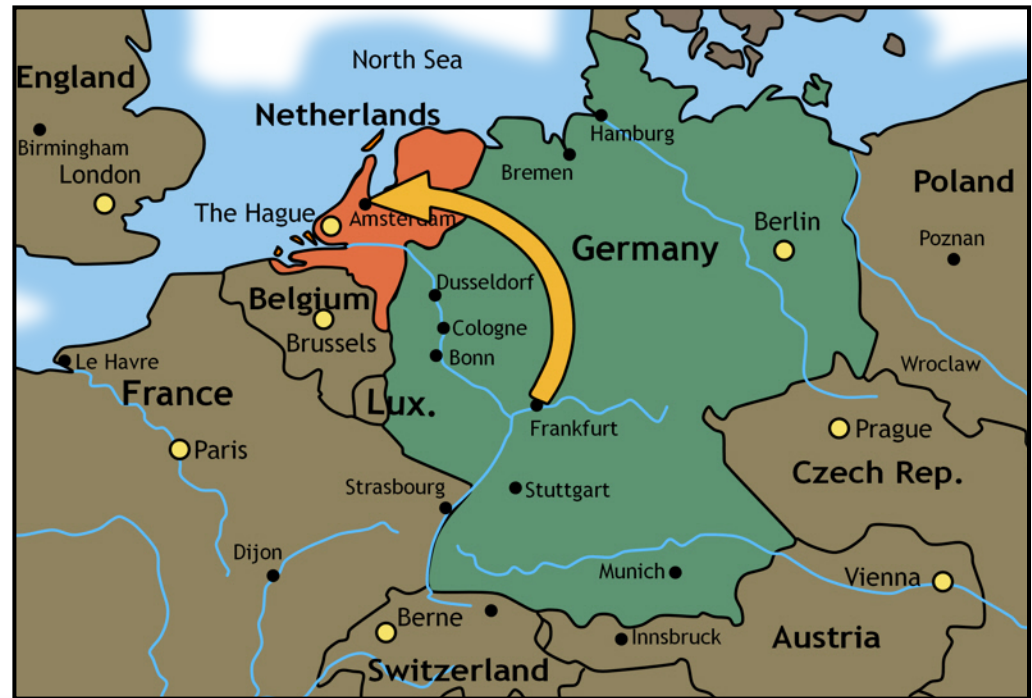 North Sea
England
Netherlands
Hamburg
Birmingham
Bremen
London
Poland
The Hague
Amsterdam
Berlin
Poznan
Germany
Dusseldorf
Belgium
Cologne
Brussels
Bonn
Le Havre
Wroclaw
France
Lux.
Frankfurt
Prague
Paris
Czech Rep.
Strasbourg
Stuttgart
Dijon
Munich
Vienna
Berne
Innsbruck
Austria
Switzerland